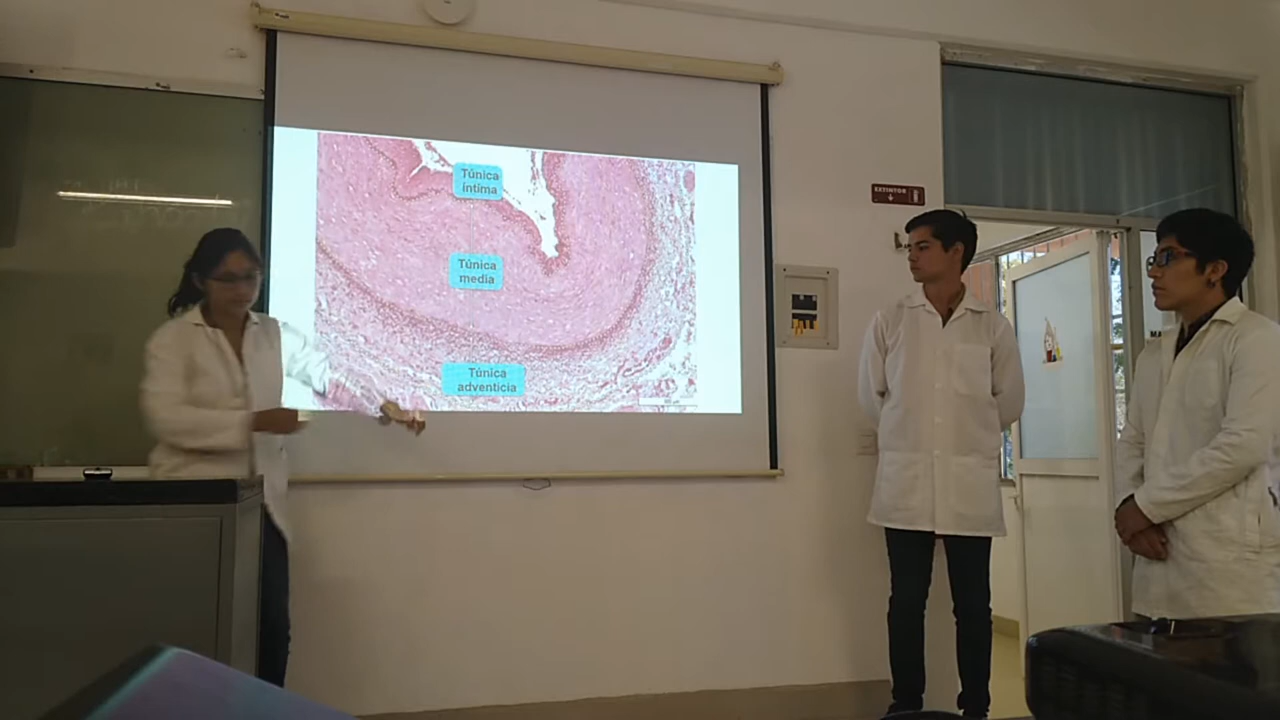 Túnica
íntima
Túnica
media
Túnica
adventicia
EXTINTOR